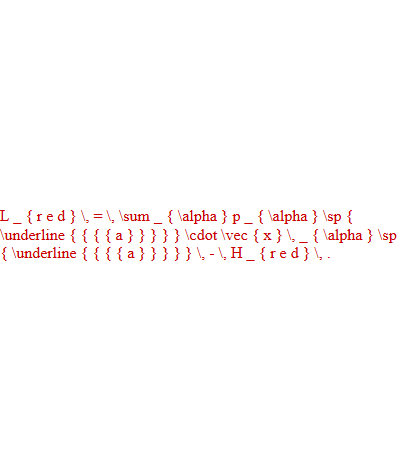 L _ { r e d } \, = \, \sum _ { \alpha } p _ { \alpha } \sp {
\underline { { { { a } } } } } \cdot \vec { x } \, _ { \alpha } \sp
{ \underline { { { { a } } } } } \, - \, H _ { r e d } \, .